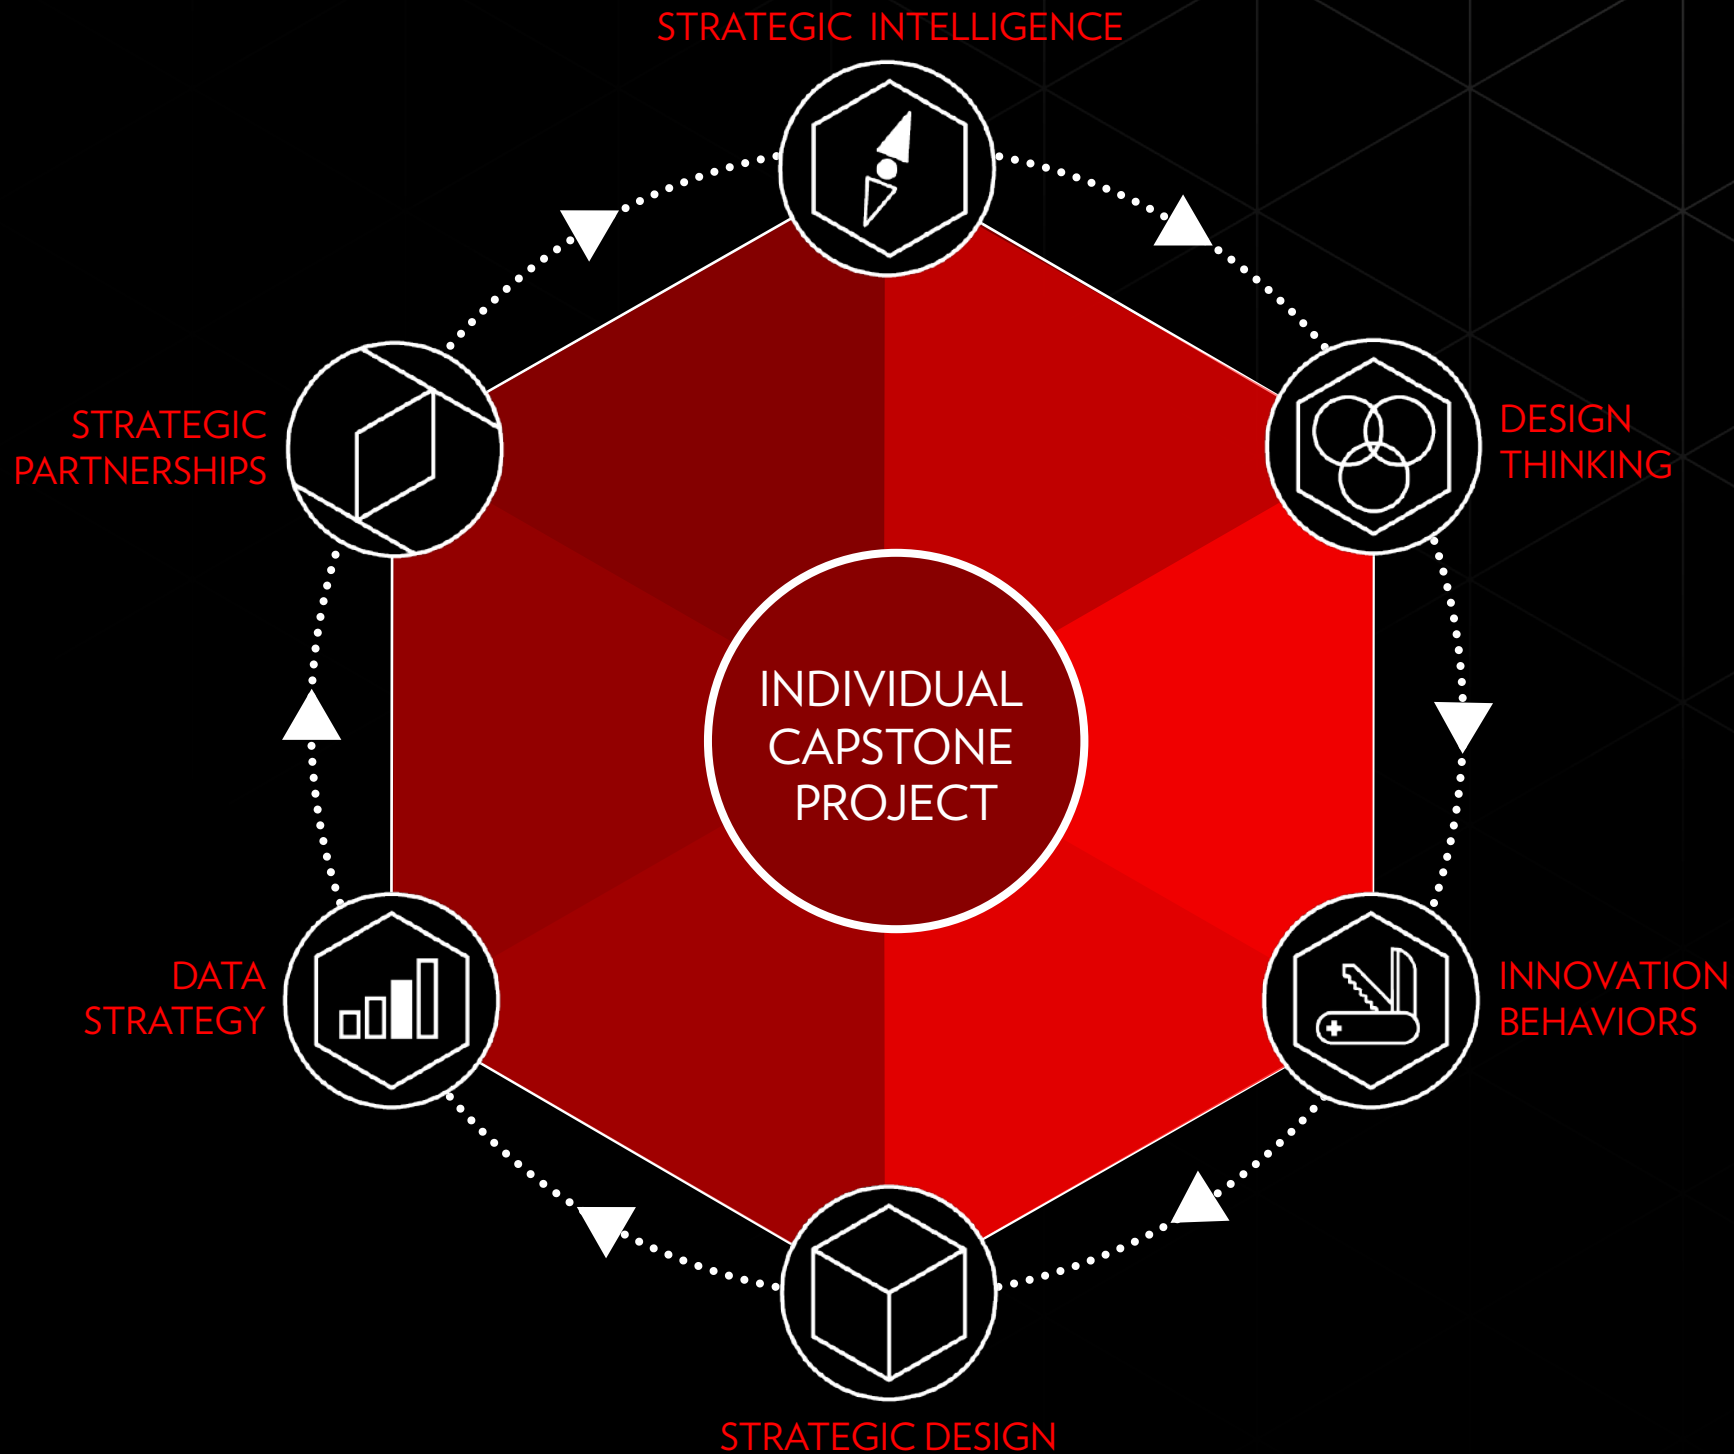 STRATEGIC INTELLIGENCE
DESIGN
THINKING
INNOVATION
BEHAVIORS
STRATEGIC DESIGN
DATA
STRATEGY
STRATEGIC
PARTNERSHIPS
INDIVIDUAL
CAPSTONE
PROJECT